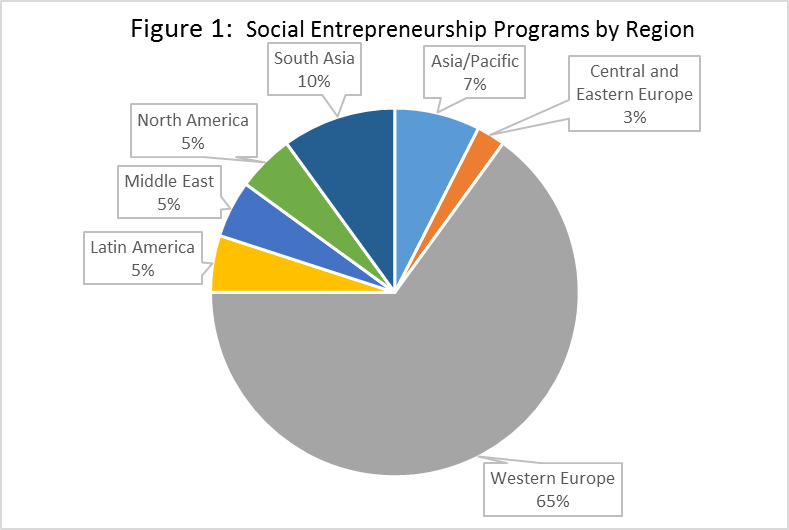 Figure 1:  Social Entrepreneurship Programs by Region
South Asia
10%
Asia/Pacific
7%
Central and
Eastern Europe
3%
North America
5%
Middle East
5%
Latin America
5%
Western Europe
65%